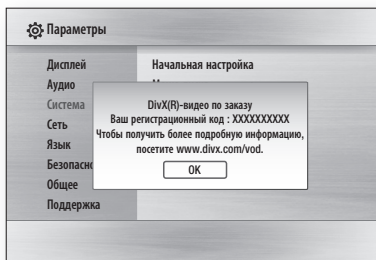 Параметры
Дисплей
Начальная настройка
Аудио
Система
Сеть
Язык
Общее
Поддержка
DivX(R)-видео по заказу
Ваш регистрационный код : XXXXXXXXXX
Чтобы получить более подробную информацию,
посетите www.divx.com/vod.
OK